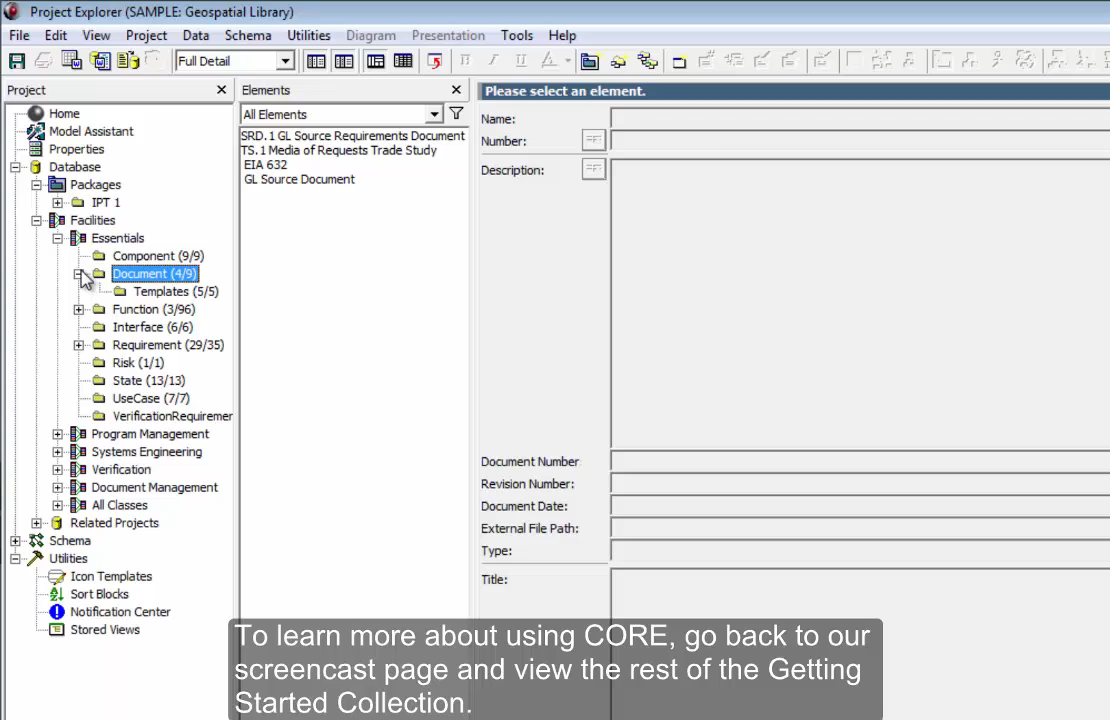 Project Explorer (SAMPLE: Geospatial Library)
File Edit View Project Data Schema Utilities Diagram Presentation Tools Help
Full Detail
Project
Elements
Please select an element.
Home
Model Assistant
Properties
Database
Packages
IPT 1
Facilities
Essentials
Component (9/9)
Document (4/9)
Templates (5/5)
Function (3/96)
Interface (6/6)
Requirement (29/35)
Risk (1/1)
State (13/13)
UseCase (7/7)
VerificationRequiremer
Program Management
Systems Engineering
Verification
Document Management
All Classes
Related Projects
Schema
Utilities
Icon Templates
Sort Blocks
Notification Center
Stored Views
All Elements
SRD.1 GL Source Requirements Document
TS.1 Media of Requests Trade Study
EIA 632
GL Source Document
Name:
Number:
Description:
Document Number
Revision Number:
Document Date:
External File Path:
Type:
Title:
To learn more about using CORE, go back to our
screencast page and view the rest of the Getting
Started Collection.